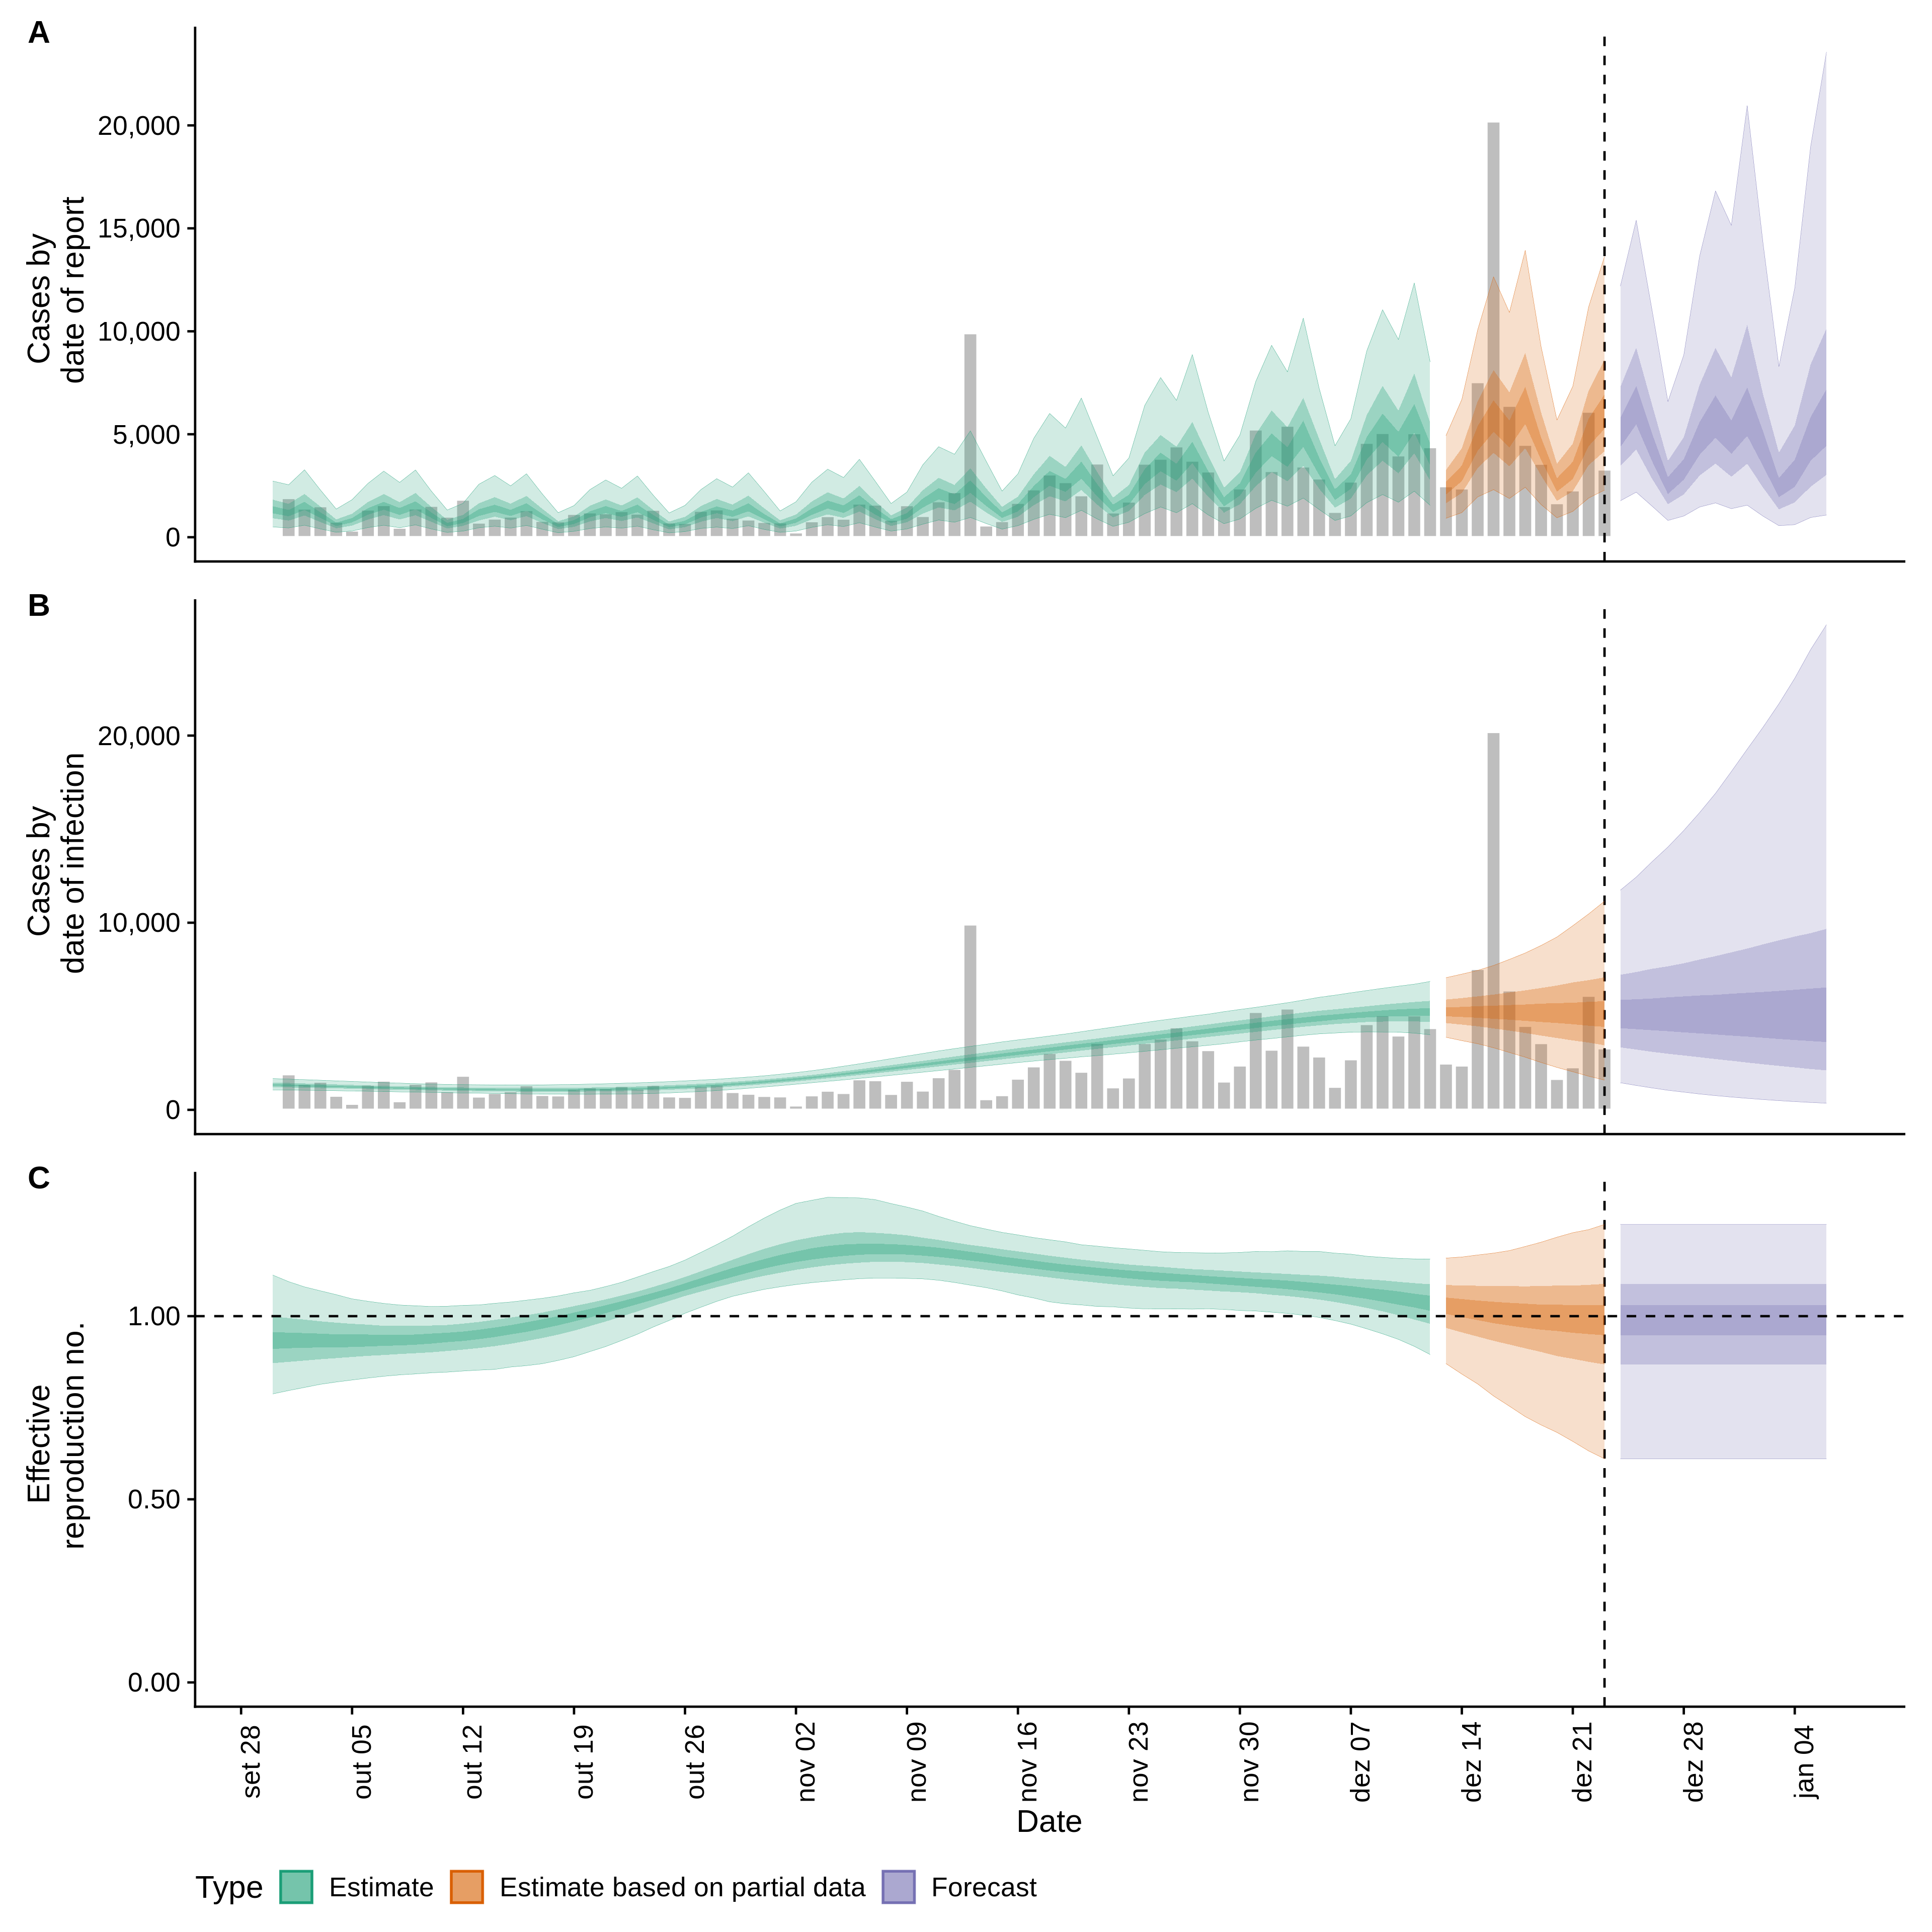 A
Cases by
date of report
20,000
15,000
10,000
5,000
0
B
Cases by
date of infection
20,000
10,000
0
C
Effective
reproduction no.
1.00
0.50
0.00
set 28
out 05
out 12
out 19
out 26
nov 02
nov 09
nov 16
nov 23
nov 30
dez 07
dez 14
dez 21
dez 28
jan 04
Date
Type Estimate Estimate based on partial data Forecast